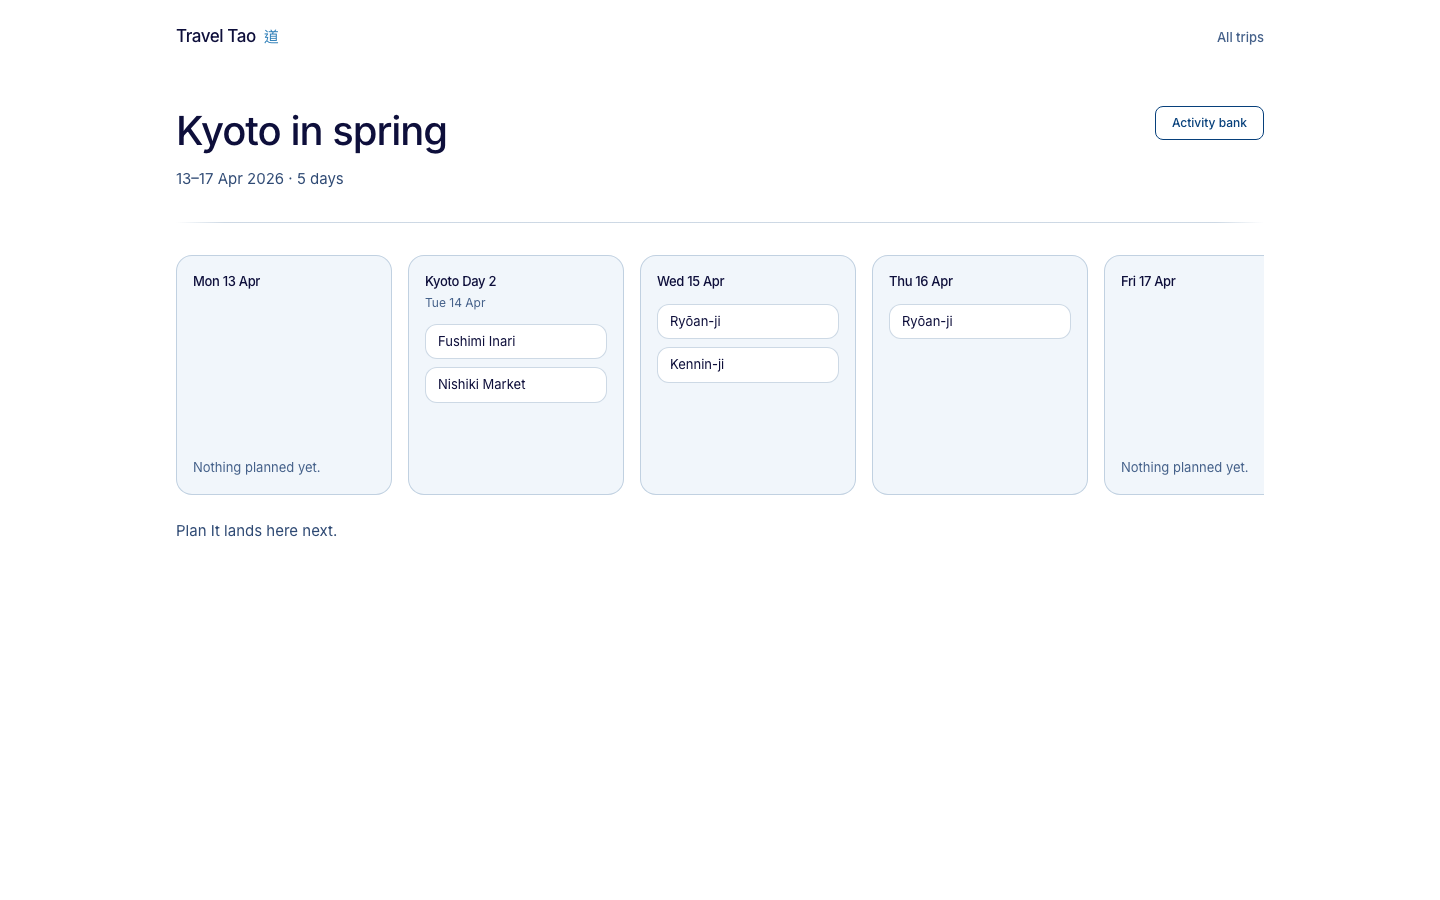 Travel Tao 道
All trips
Kyoto in spring
Activity bank
13–17 Apr 2026 · 5 days
Mon 13 Apr
Nothing planned yet.
Kyoto Day 2
Tue 14 Apr
Fushimi Inari
Nishiki Market
Wed 15 Apr
Ryōan-ji
Kennin-ji
Thu 16 Apr
Ryōan-ji
Fri 17 Apr
Nothing planned yet.
Plan It lands here next.